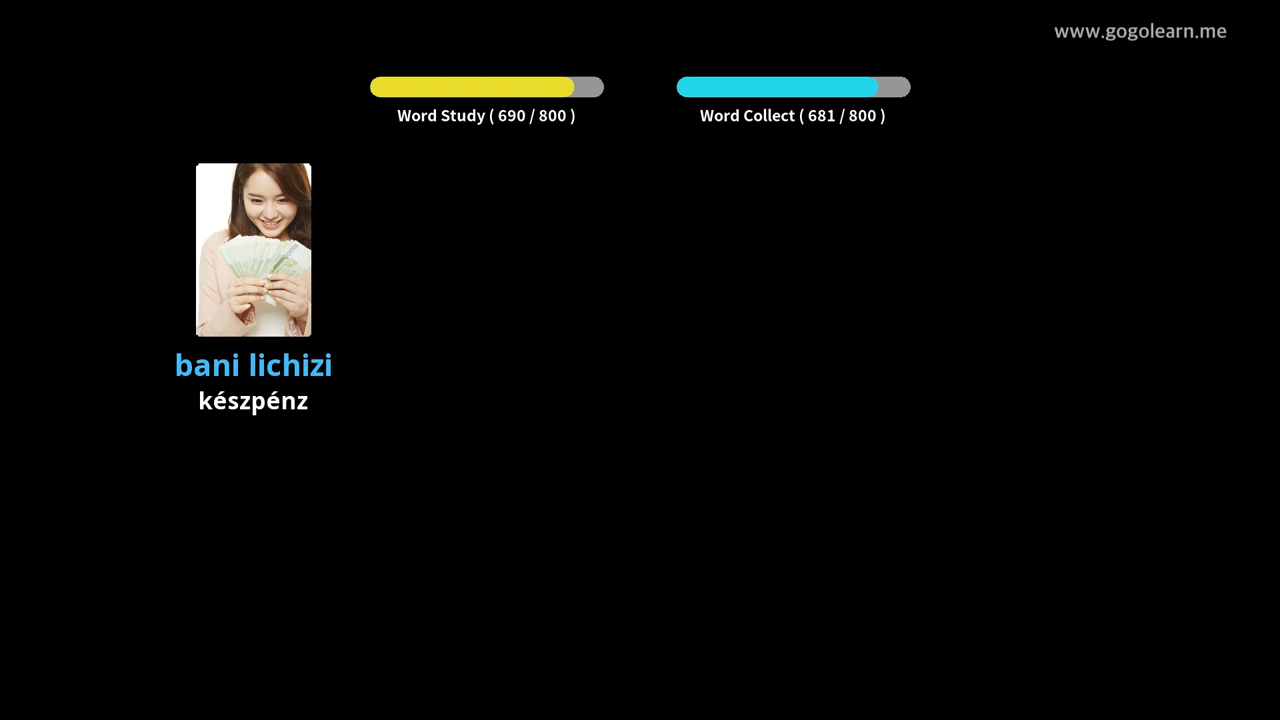 www.gogolearn.me
Word Study ( 690 / 800 )
Word Collect ( 681 / 800 )
bani lichizi
készpénz